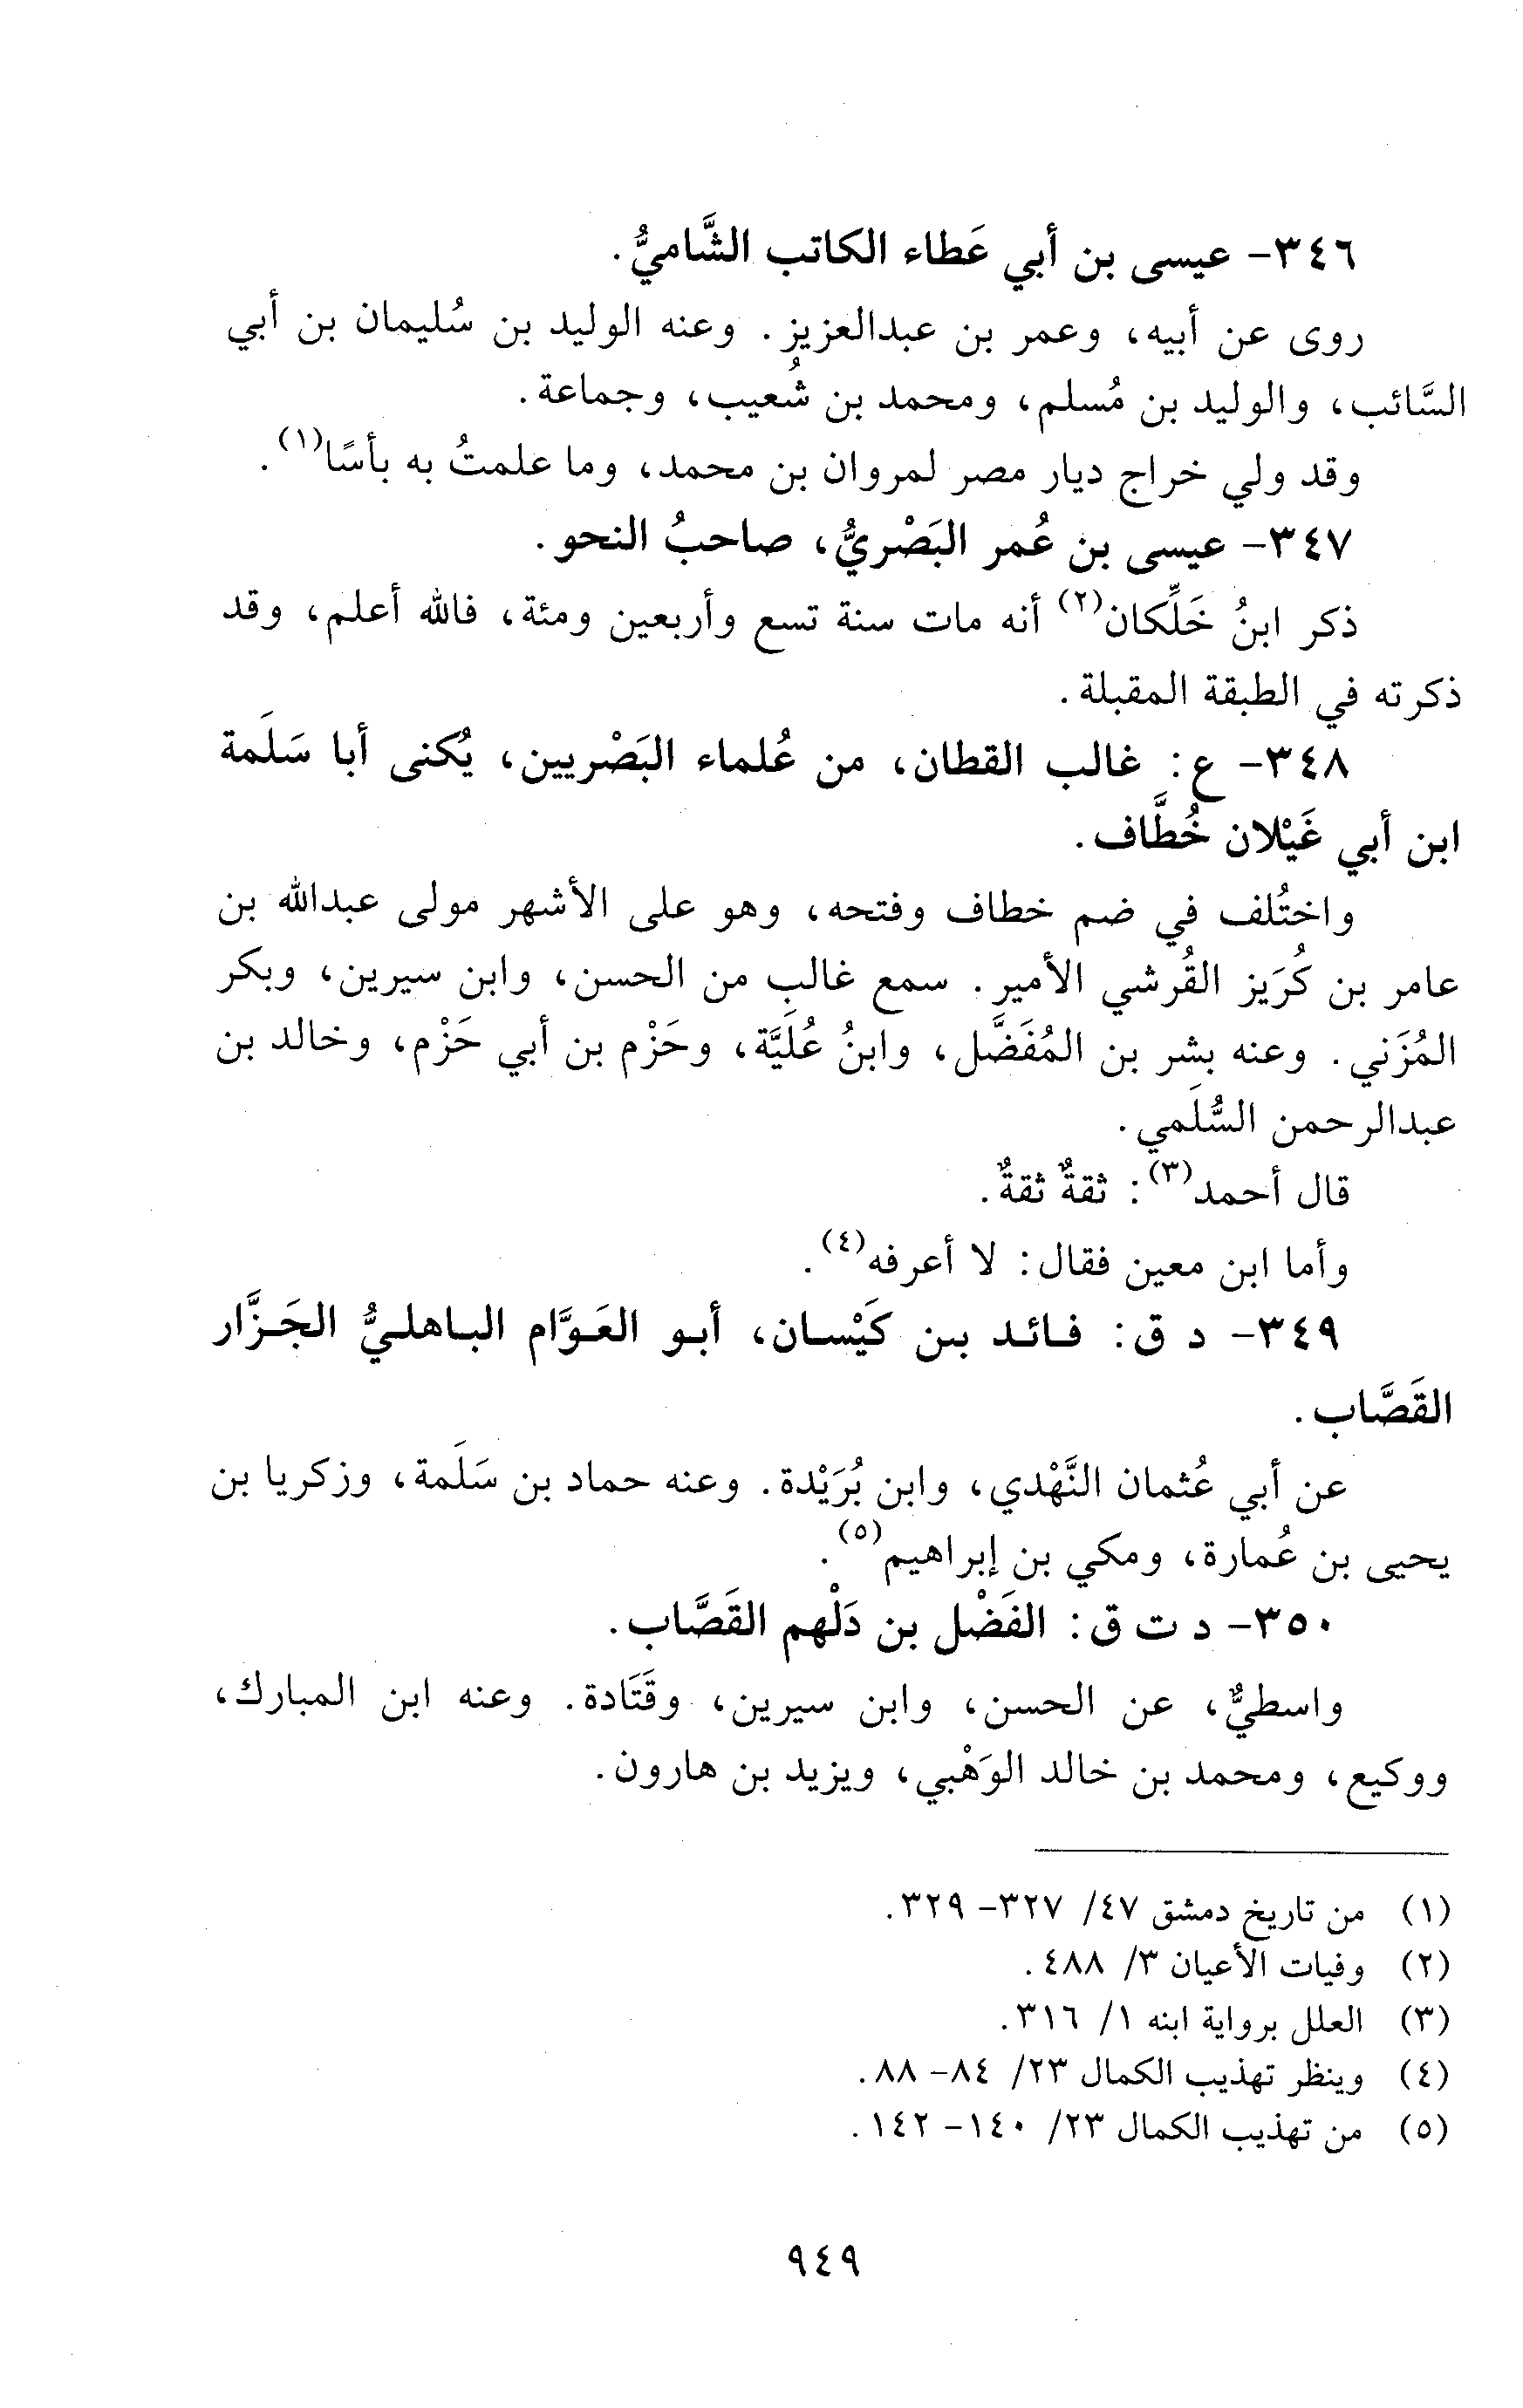 ٣٤٦- عيسى بن أبي عَطاء الكاتب الشَّاميُّ.
روى عن أبيه، وعمر بن عبدالعزيز. وعنه الوليد بن سُليمان بن أبي
السَّائب، والوليد بن مُسلم، ومحمد بن شُعيب، وجماعة.
وقد ولي خراج ديار مصر لمروان بن محمد، وما علمتُ به بأسًا(١).
٣٤٧- عيسى بن عُمر البَصْريُّ، صاحبُ النحو.
ذكر ابنُ خَلِّكان(٢) أنه مات سنة تسع وأربعين ومئة، فالله أعلم، وقد
ذكرته في الطبقة المقبلة.
٣٤٨- ع: غالب القطان، من عُلماء البَصْريين، يُكنى أبا سَلَمة
ابن أبي غَيْلان خُطَّاف.
واختُلف في ضم خطاف وفتحه، وهو على الأشهر مولى عبدالله بن
عامر بن كُرَيز القُرشي الأمير. سمع غالب من الحسن، وابن سيرين، وبكر
المُزَني. وعنه بشر بن المُفَضَّل، وابنُ عُلَيَّة، وحَزْم بن أبي حَزْم، وخالد بن
عبدالرحمن السُّلَمي.
قال أحمد(٣): ثقةٌ ثقةٌ.
وأما ابن معين فقال: لا أعرفه(٤).
٣٤٩- د ق: فائد بن كَيْسان، أبو العَوَّام الباهليُّ الجَزَّار
القَصَّاب.
عن أبي عُثمان النَّهْدي، وابن بُرَيْدة. وعنه حماد بن سَلَمة، وزكريا بن
يحيى بن عُمارة، ومكي بن إبراهيم(٥).
٣٥٠- د ت ق: الفَضْل بن دَلْهم القَصَّاب.
واسطيٌّ، عن الحسن، وابن سيرين، وقَتَادة. وعنه ابن المبارك،
ووكيع، ومحمد بن خالد الوَهْبي، ويزيد بن هارون.
(١) من تاريخ دمشق ٤٧/ ٣٢٧- ٣٢٩.
(٢) وفيات الأعيان ٣/ ٤٨٨.
(٣) العلل برواية ابنه ١/ ٣١٦.
(٤) وينظر تهذيب الكمال ٢٣/ ٨٤- ٨٨.
(٥) من تهذيب الكمال ٢٣/ ١٤٠- ١٤٢.
٩٤٩